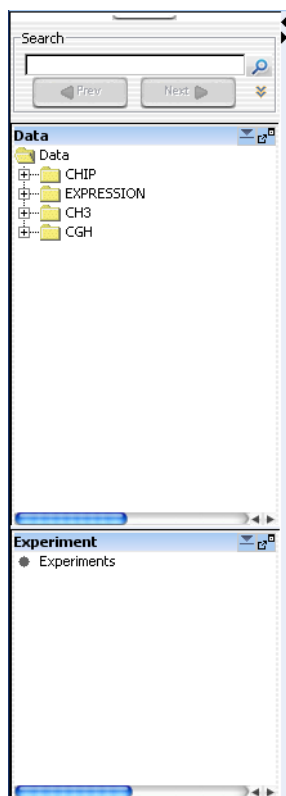 Search
Prev Next
Data
Data
CHIP
EXPRESSION
CH3
CGH
Experiment
Experiments